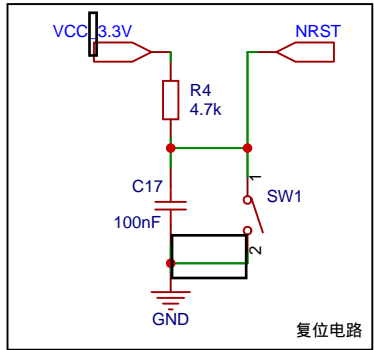 VCC_3.3V
NRST
R4
4.7k
1
C17
SW1
100nF
2
GND
复位电路